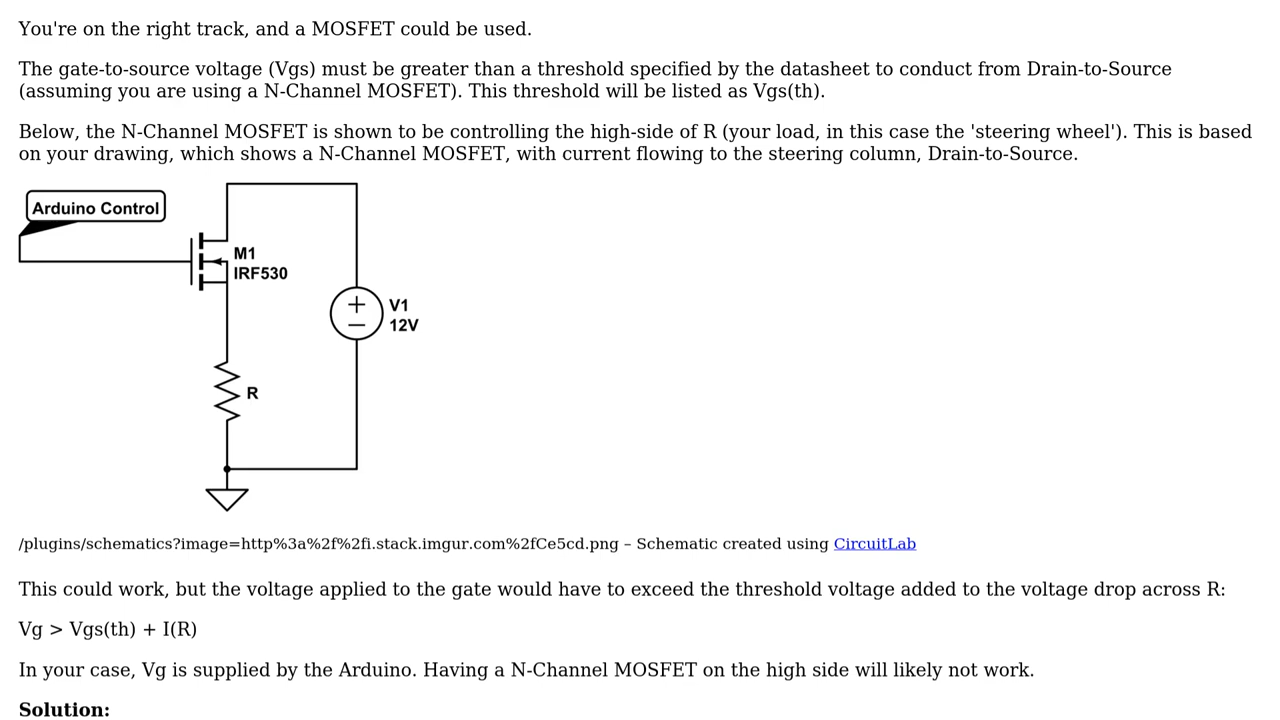 You're on the right track, and a MOSFET could be used.
The gate-to-source voltage (Vgs) must be greater than a threshold specified by the datasheet to conduct from Drain-to-Source
(assuming you are using a N-Channel MOSFET). This threshold will be listed as Vgs(th).
Below, the N-Channel MOSFET is shown to be controlling the high-side of R (your load, in this case the 'steering wheel'). This is based
on your drawing, which shows a N-Channel MOSFET, with current flowing to the steering column, Drain-to-Source.
Arduino Control
M1
IRF530
+
−
V1
12V
R
/plugins/schematics?image=http%3a%2f%2fi.stack.imgur.com%2fCe5cd.png – Schematic created using CircuitLab
This could work, but the voltage applied to the gate would have to exceed the threshold voltage added to the voltage drop across R:
Vg > Vgs(th) + I(R)
In your case, Vg is supplied by the Arduino. Having a N-Channel MOSFET on the high side will likely not work.
Solution: